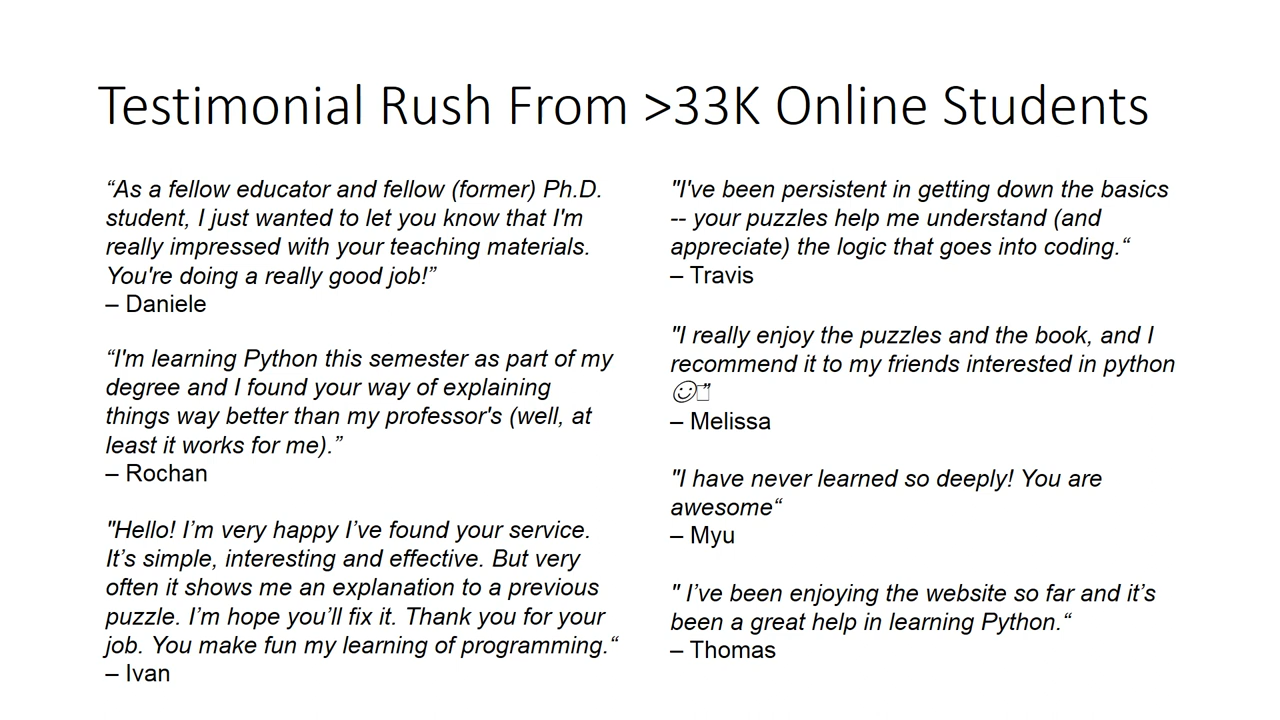 Testimonial Rush From >33K Online Students
“As a fellow educator and fellow (former) Ph.D.
student, I just wanted to let you know that I'm
really impressed with your teaching materials.
You're doing a really good job!”
– Daniele
“I'm learning Python this semester as part of my
degree and I found your way of explaining
things way better than my professor's (well, at
least it works for me).”
– Rochan
"Hello! I’m very happy I’ve found your service.
It’s simple, interesting and effective. But very
often it shows me an explanation to a previous
puzzle. I’m hope you’ll fix it. Thank you for your
job. You make fun my learning of programming.“
– Ivan
"I've been persistent in getting down the basics
-- your puzzles help me understand (and
appreciate) the logic that goes into coding.“
– Travis
"I really enjoy the puzzles and the book, and I
recommend it to my friends interested in python
☺”
– Melissa
"I have never learned so deeply! You are
awesome“
– Myu
" I’ve been enjoying the website so far and it’s
been a great help in learning Python.“
– Thomas